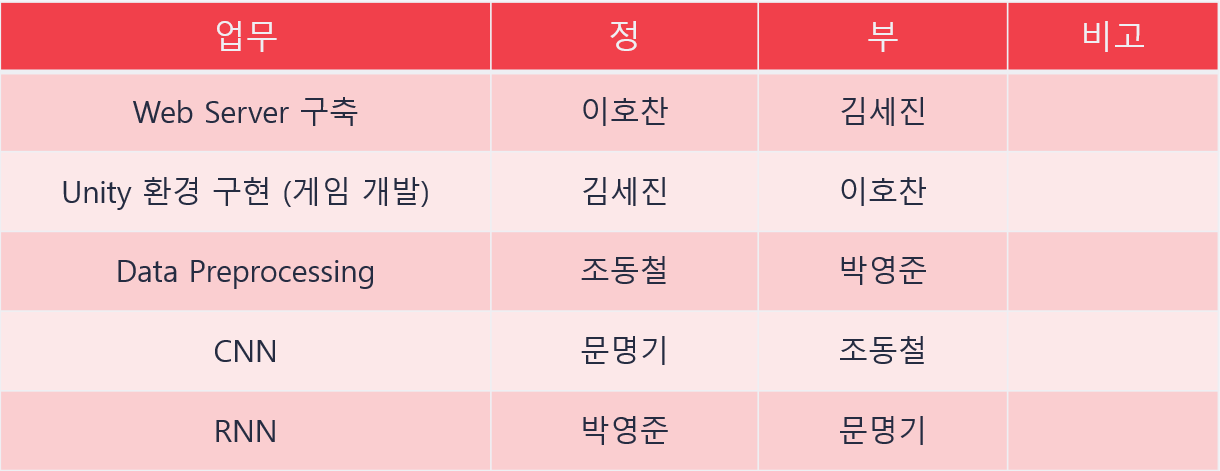 업무 정 부 비고
Web Server 구축 이호찬 김세진
Unity 환경 구현 (게임 개발) 김세진 이호찬
Data Preprocessing 조동철 박영준
CNN 문명기 조동철
RNN 박영준 문명기